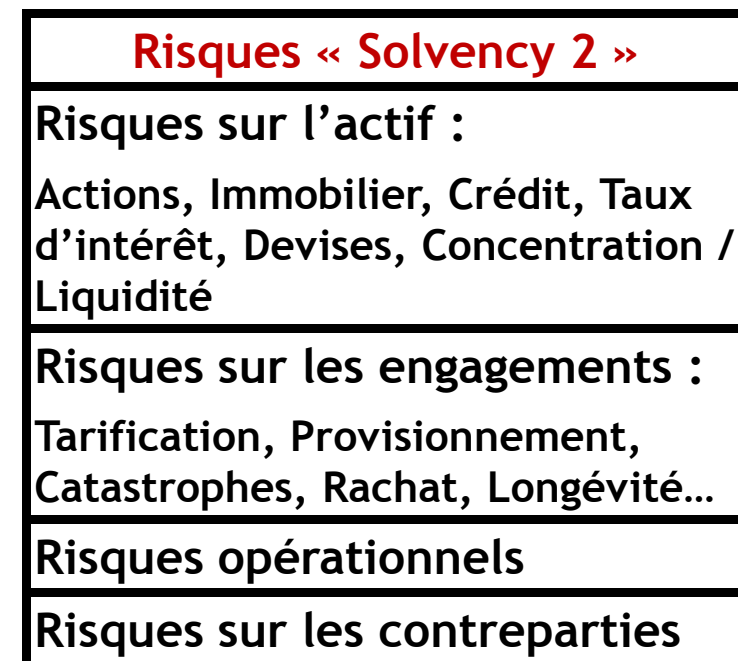 Risques « Solvency 2 »
Risques sur l’actif :
Actions, Immobilier, Crédit, Taux
d’intérêt, Devises, Concentration /
Liquidité
Risques sur les engagements :
Tarification, Provisionnement,
Catastrophes, Rachat, Longévité…
Risques opérationnels
Risques sur les contreparties